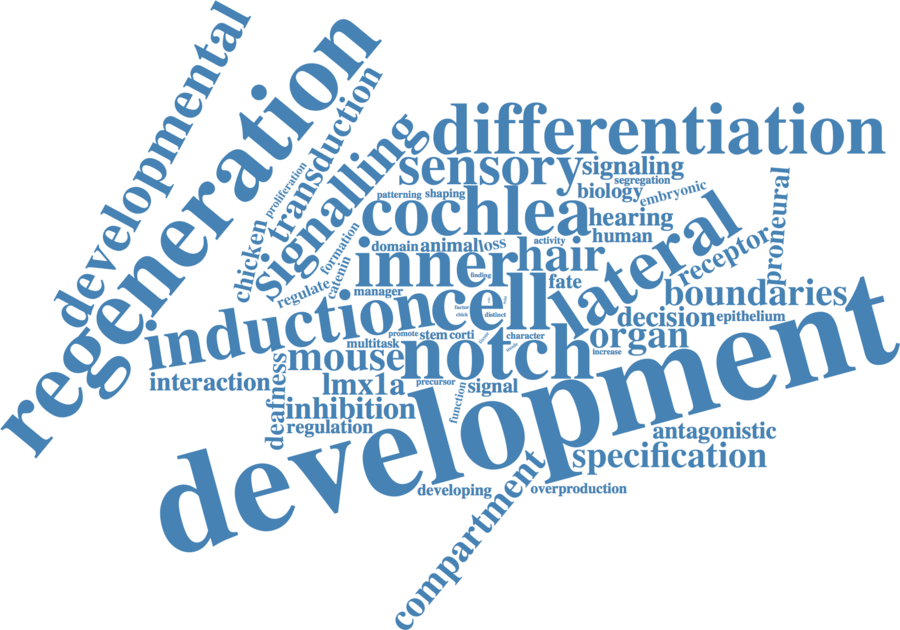 developmental
regeneration
transduction
proliferation
signalling
chicken
formation
catenin
regulate
differentiation
sensory
signaling
segregation
patterning
shaping
biology
embryonic
proneural
cochlea
hearing
human
lateral
receptor
domain
animal
loss
activity
inner
hair
finding
fate
manager
boundaries
induction
cell
factor
chick
distinct
decision
epithelium
promote
stem
corti
character
organ
increase
multitask
mouse
notch
interaction
deafness
lmx1a
precursor
signal
function
inhibition
regulation
development
antagonistic
specification
developing
overproduction
compartment